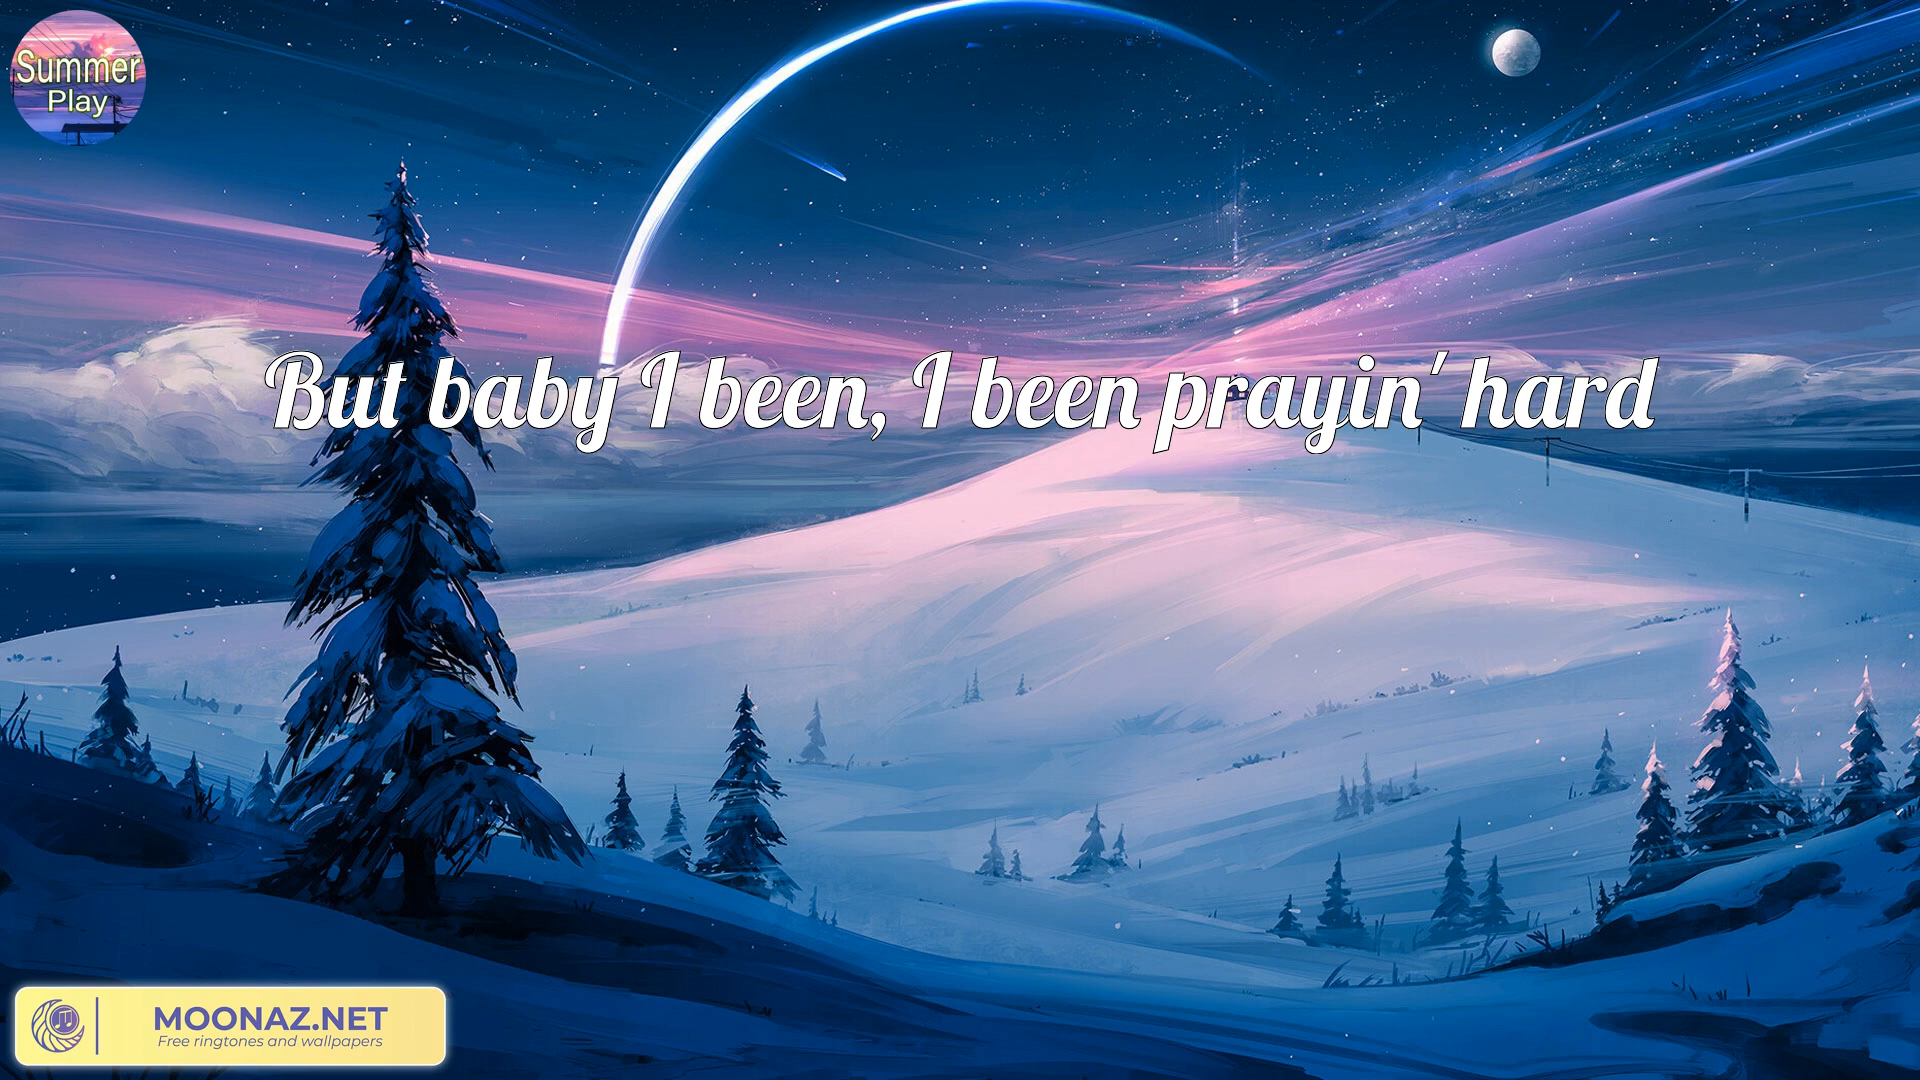 Summer
Play
But baby I been, I been prayin' hard
MOONAZ.NET
Free ringtones and wallpapers